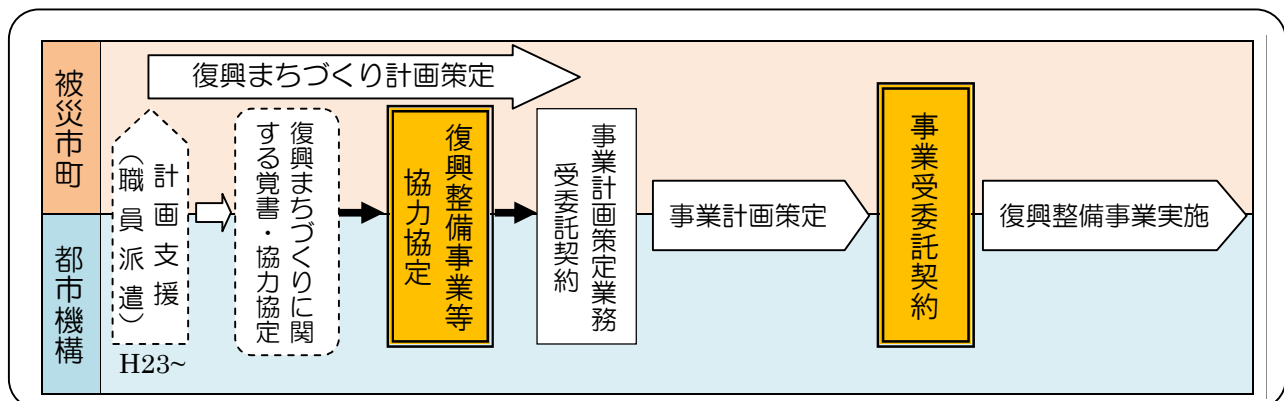 被災市町
都市機構
復興まちづくり計画策定
計画支援
（職員派遣）
H23~
復興まちづくりに関
する覚書・協力協定
復興整備事業等
協力協定
事業計画策定業務
受委託契約
事業計画策定
事業受委託契約
復興整備事業実施